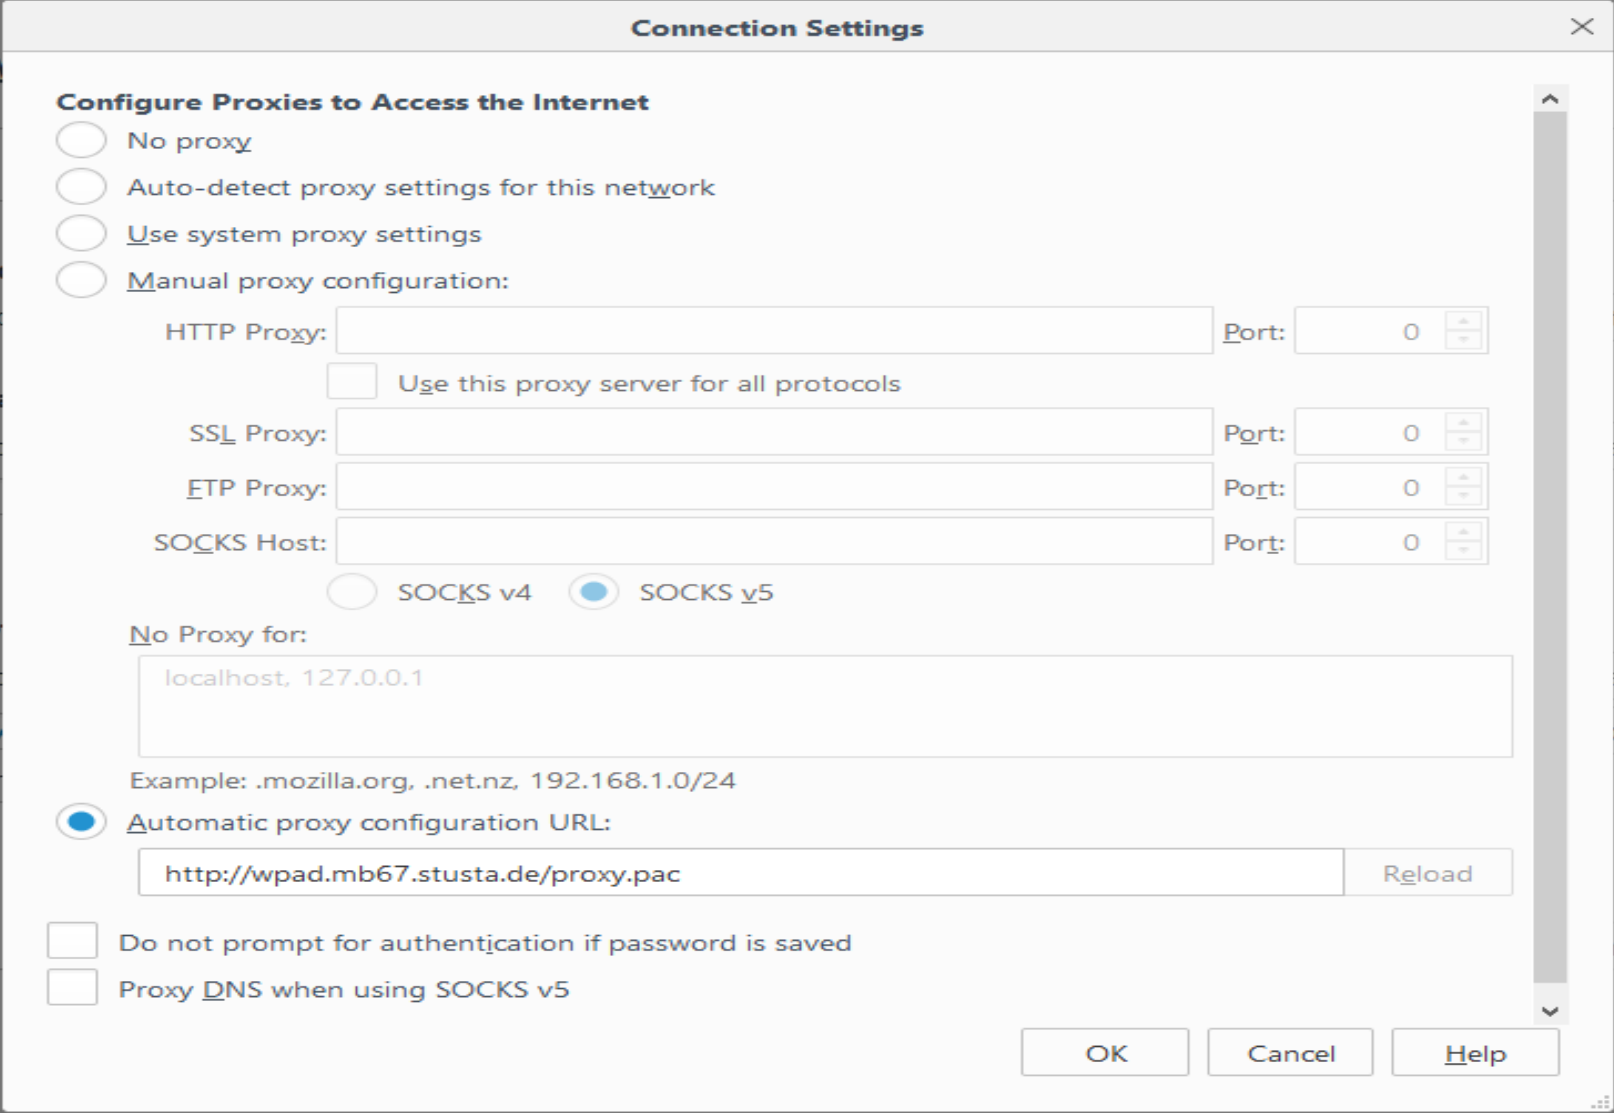 Connection Settings
Configure Proxies to Access the Internet
No proxy
Auto-detect proxy settings for this network
Use system proxy settings
Manual proxy configuration:
HTTP Proxy: Port: 0
Use this proxy server for all protocols
SSL Proxy: Port: 0
FTP Proxy: Port: 0
SOCKS Host: Port: 0
SOCKS v4 SOCKS v5
No Proxy for:
localhost, 127.0.0.1
Example: .mozilla.org, .net.nz, 192.168.1.0/24
Automatic proxy configuration URL:
http://wpad.mb67.stusta.de/proxy.pac Reload
Do not prompt for authentication if password is saved
Proxy DNS when using SOCKS v5
OK Cancel Help